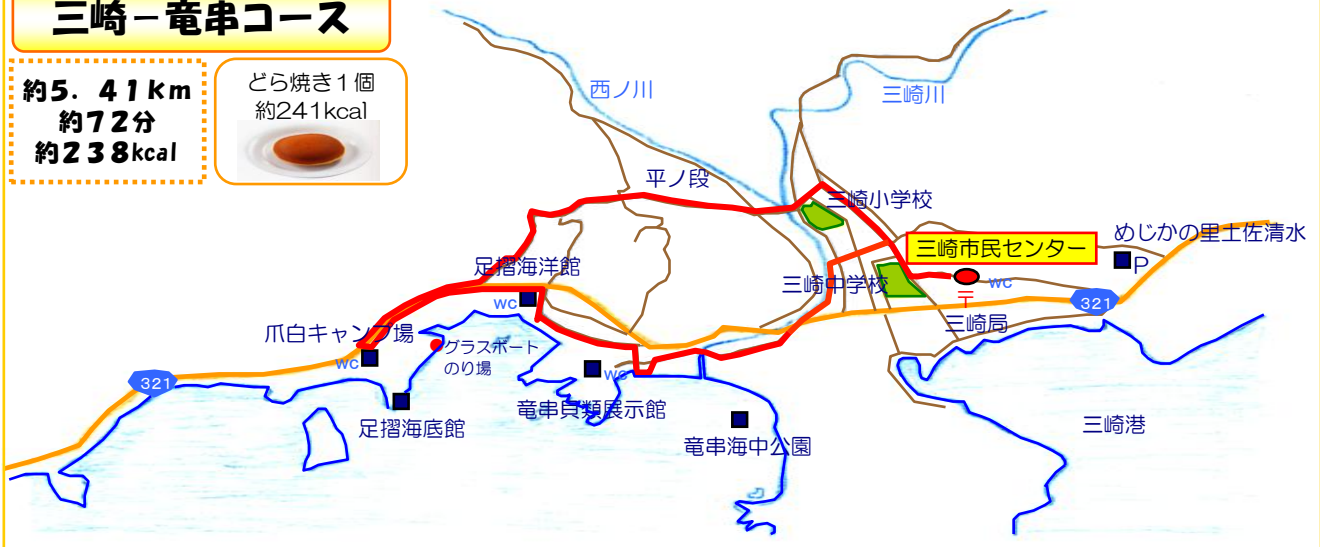 三崎－竜串コース
約5．41km
約72分
約238kcal
どら焼き1個
約241kcal
西ノ川
三崎川
平ノ段
三崎小学校
めじかの里土佐清水
P
三崎市民センター
wc
〒
三崎局
321
三崎中学校
足摺海洋館
wc
爪白キャンプ場
wc
グラスボート
のり場
321
足摺海底館
wc
竜串貝類展示館
竜串海中公園
三崎港